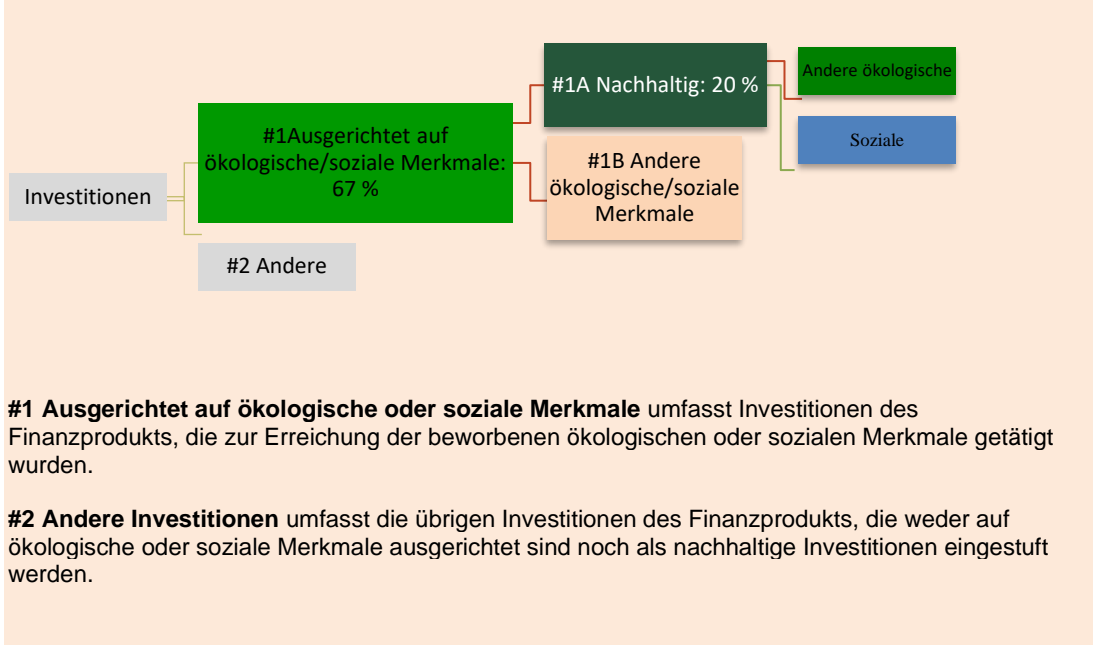 Investitionen
#1Ausgerichtet auf
ökologische/soziale Merkmale:
67 %
#2 Andere
#1A Nachhaltig: 20 %
#1B Andere
ökologische/soziale
Merkmale
Andere ökologische
Soziale
#1 Ausgerichtet auf ökologische oder soziale Merkmale umfasst Investitionen des
Finanzprodukts, die zur Erreichung der beworbenen ökologischen oder sozialen Merkmale getätigt
wurden.
#2 Andere Investitionen umfasst die übrigen Investitionen des Finanzprodukts, die weder auf
ökologische oder soziale Merkmale ausgerichtet sind noch als nachhaltige Investitionen eingestuft
werden.